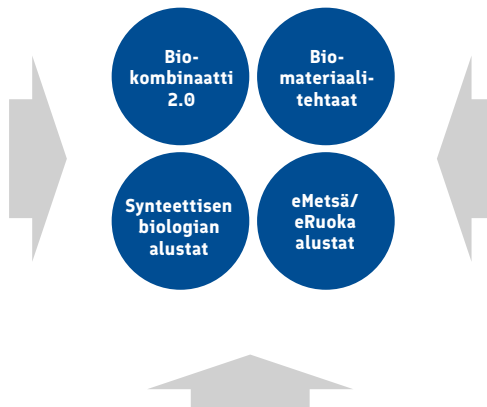 Bio-
kombinaatti
2.0
Bio-
materiaali-
tehtaat
Synteettisen
biologian
alustat
eMetsä/
eRuoka
alustat